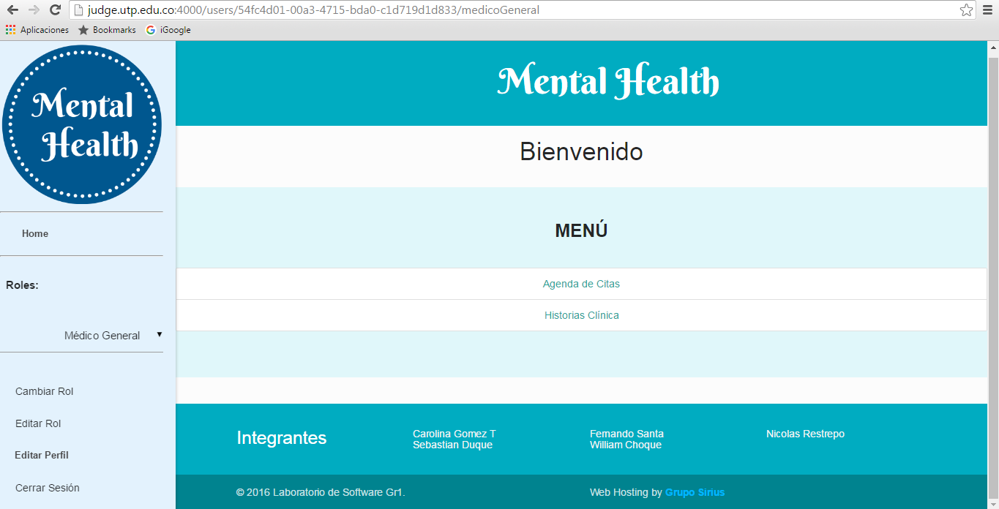 judge.utp.edu.co:4000/users/54fc4d01-00a3-4715-bda0-c1d719d1d833/medicoGeneral
Aplicaciones Bookmarks iGoogle
Mental
Health
Home
Roles:
Médico General
Cambiar Rol
Editar Rol
Editar Perfil
Cerrar Sesión
Mental Health
Bienvenido
MENÚ
Agenda de Citas
Historias Clínica
Integrantes
Carolina Gomez T
Sebastian Duque
Fernando Santa
William Choque
Nicolas Restrepo
© 2016 Laboratorio de Software Gr1.
Web Hosting by Grupo Sirius